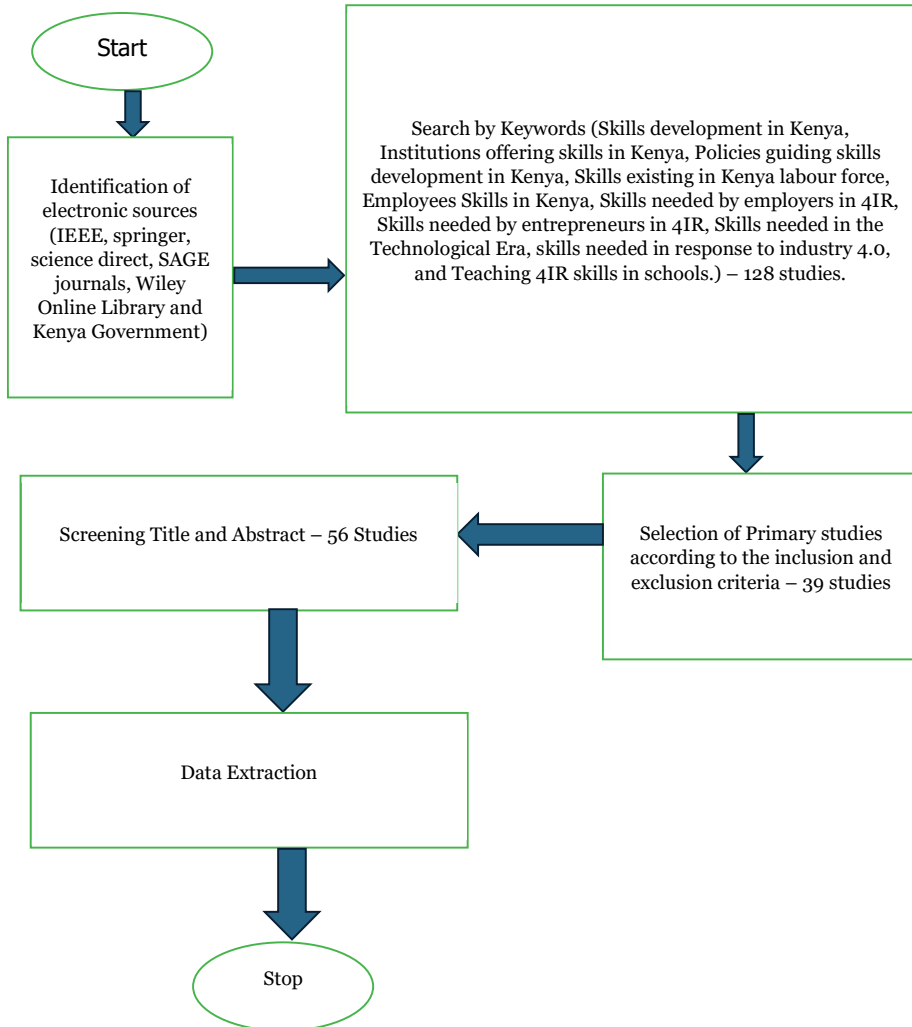 Start
Identification of
electronic sources
(IEEE, springer,
science direct, SAGE
journals, Wiley
Online Library and
Kenya Government)
Search by Keywords (Skills development in Kenya,
Institutions offering skills in Kenya, Policies guiding skills
development in Kenya, Skills existing in Kenya labour force,
Employees Skills in Kenya, Skills needed by employers in 4IR,
Skills needed by entrepreneurs in 4IR, Skills needed in the
Technological Era, skills needed in response to industry 4.0,
and Teaching 4IR skills in schools.) – 128 studies.
Selection of Primary studies
according to the inclusion and
exclusion criteria – 39 studies
Screening Title and Abstract – 56 Studies
Data Extraction
Stop